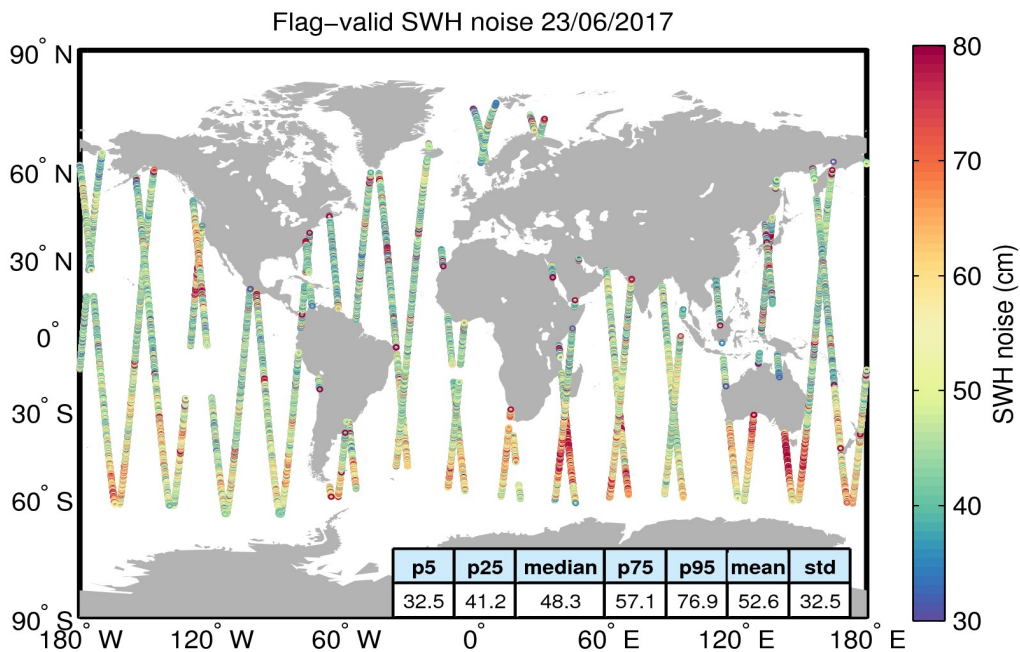 Flag−valid SWH noise 23/06/2017
90° N
60° N
30° N
0°
30° S
60° S
90° S
180° W
120° W
60° W
0°
60° E
120° E
180° E
p5 p25 median p75 p95 mean std
32.5 41.2 48.3 57.1 76.9 52.6 32.5
80
70
60
50
40
30
SWH noise (cm)